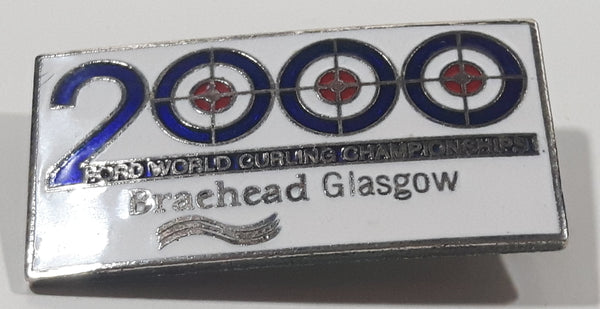 2000
FORD WORLD CURLING CHAMPIONSHIPS
Braehead Glasgow